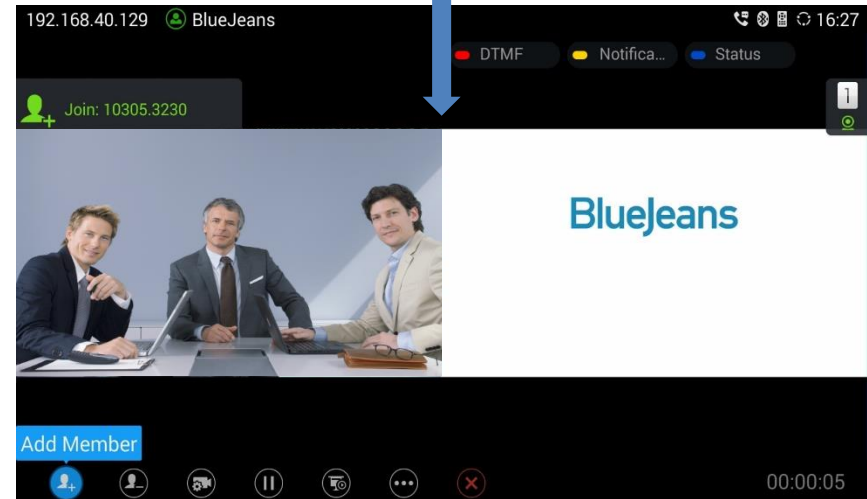 192.168.40.129 BlueJeans 16:27
DTMF Notifica... Status
Join: 10305.3230
1
BlueJeans
Add Member
00:00:05